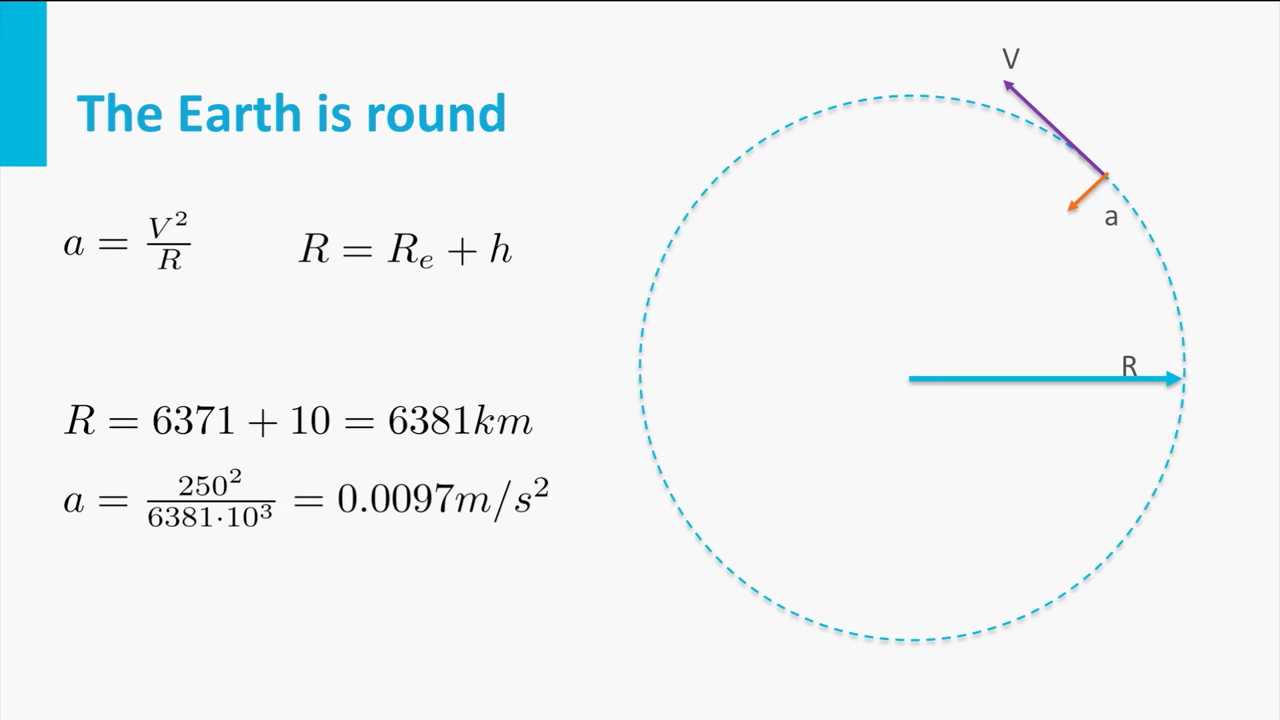 The Earth is round
a = V²/R
R = Rₑ + h
R = 6371 + 10 = 6381km
a = 250²/6381·10³ = 0.0097m/s²
V
a
R